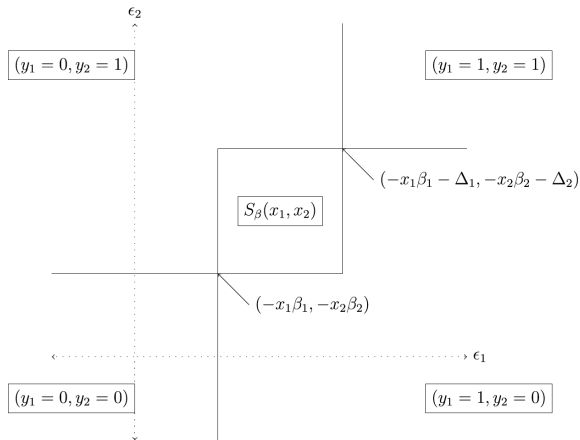 ϵ₂
(y₁ = 0, y₂ = 1)
(y₁ = 1, y₂ = 1)
(−x₁β₁ − Δ₁, −x₂β₂ − Δ₂)
S_β(x₁, x₂)
(−x₁β₁, −x₂β₂)
ϵ₁
(y₁ = 0, y₂ = 0)
(y₁ = 1, y₂ = 0)